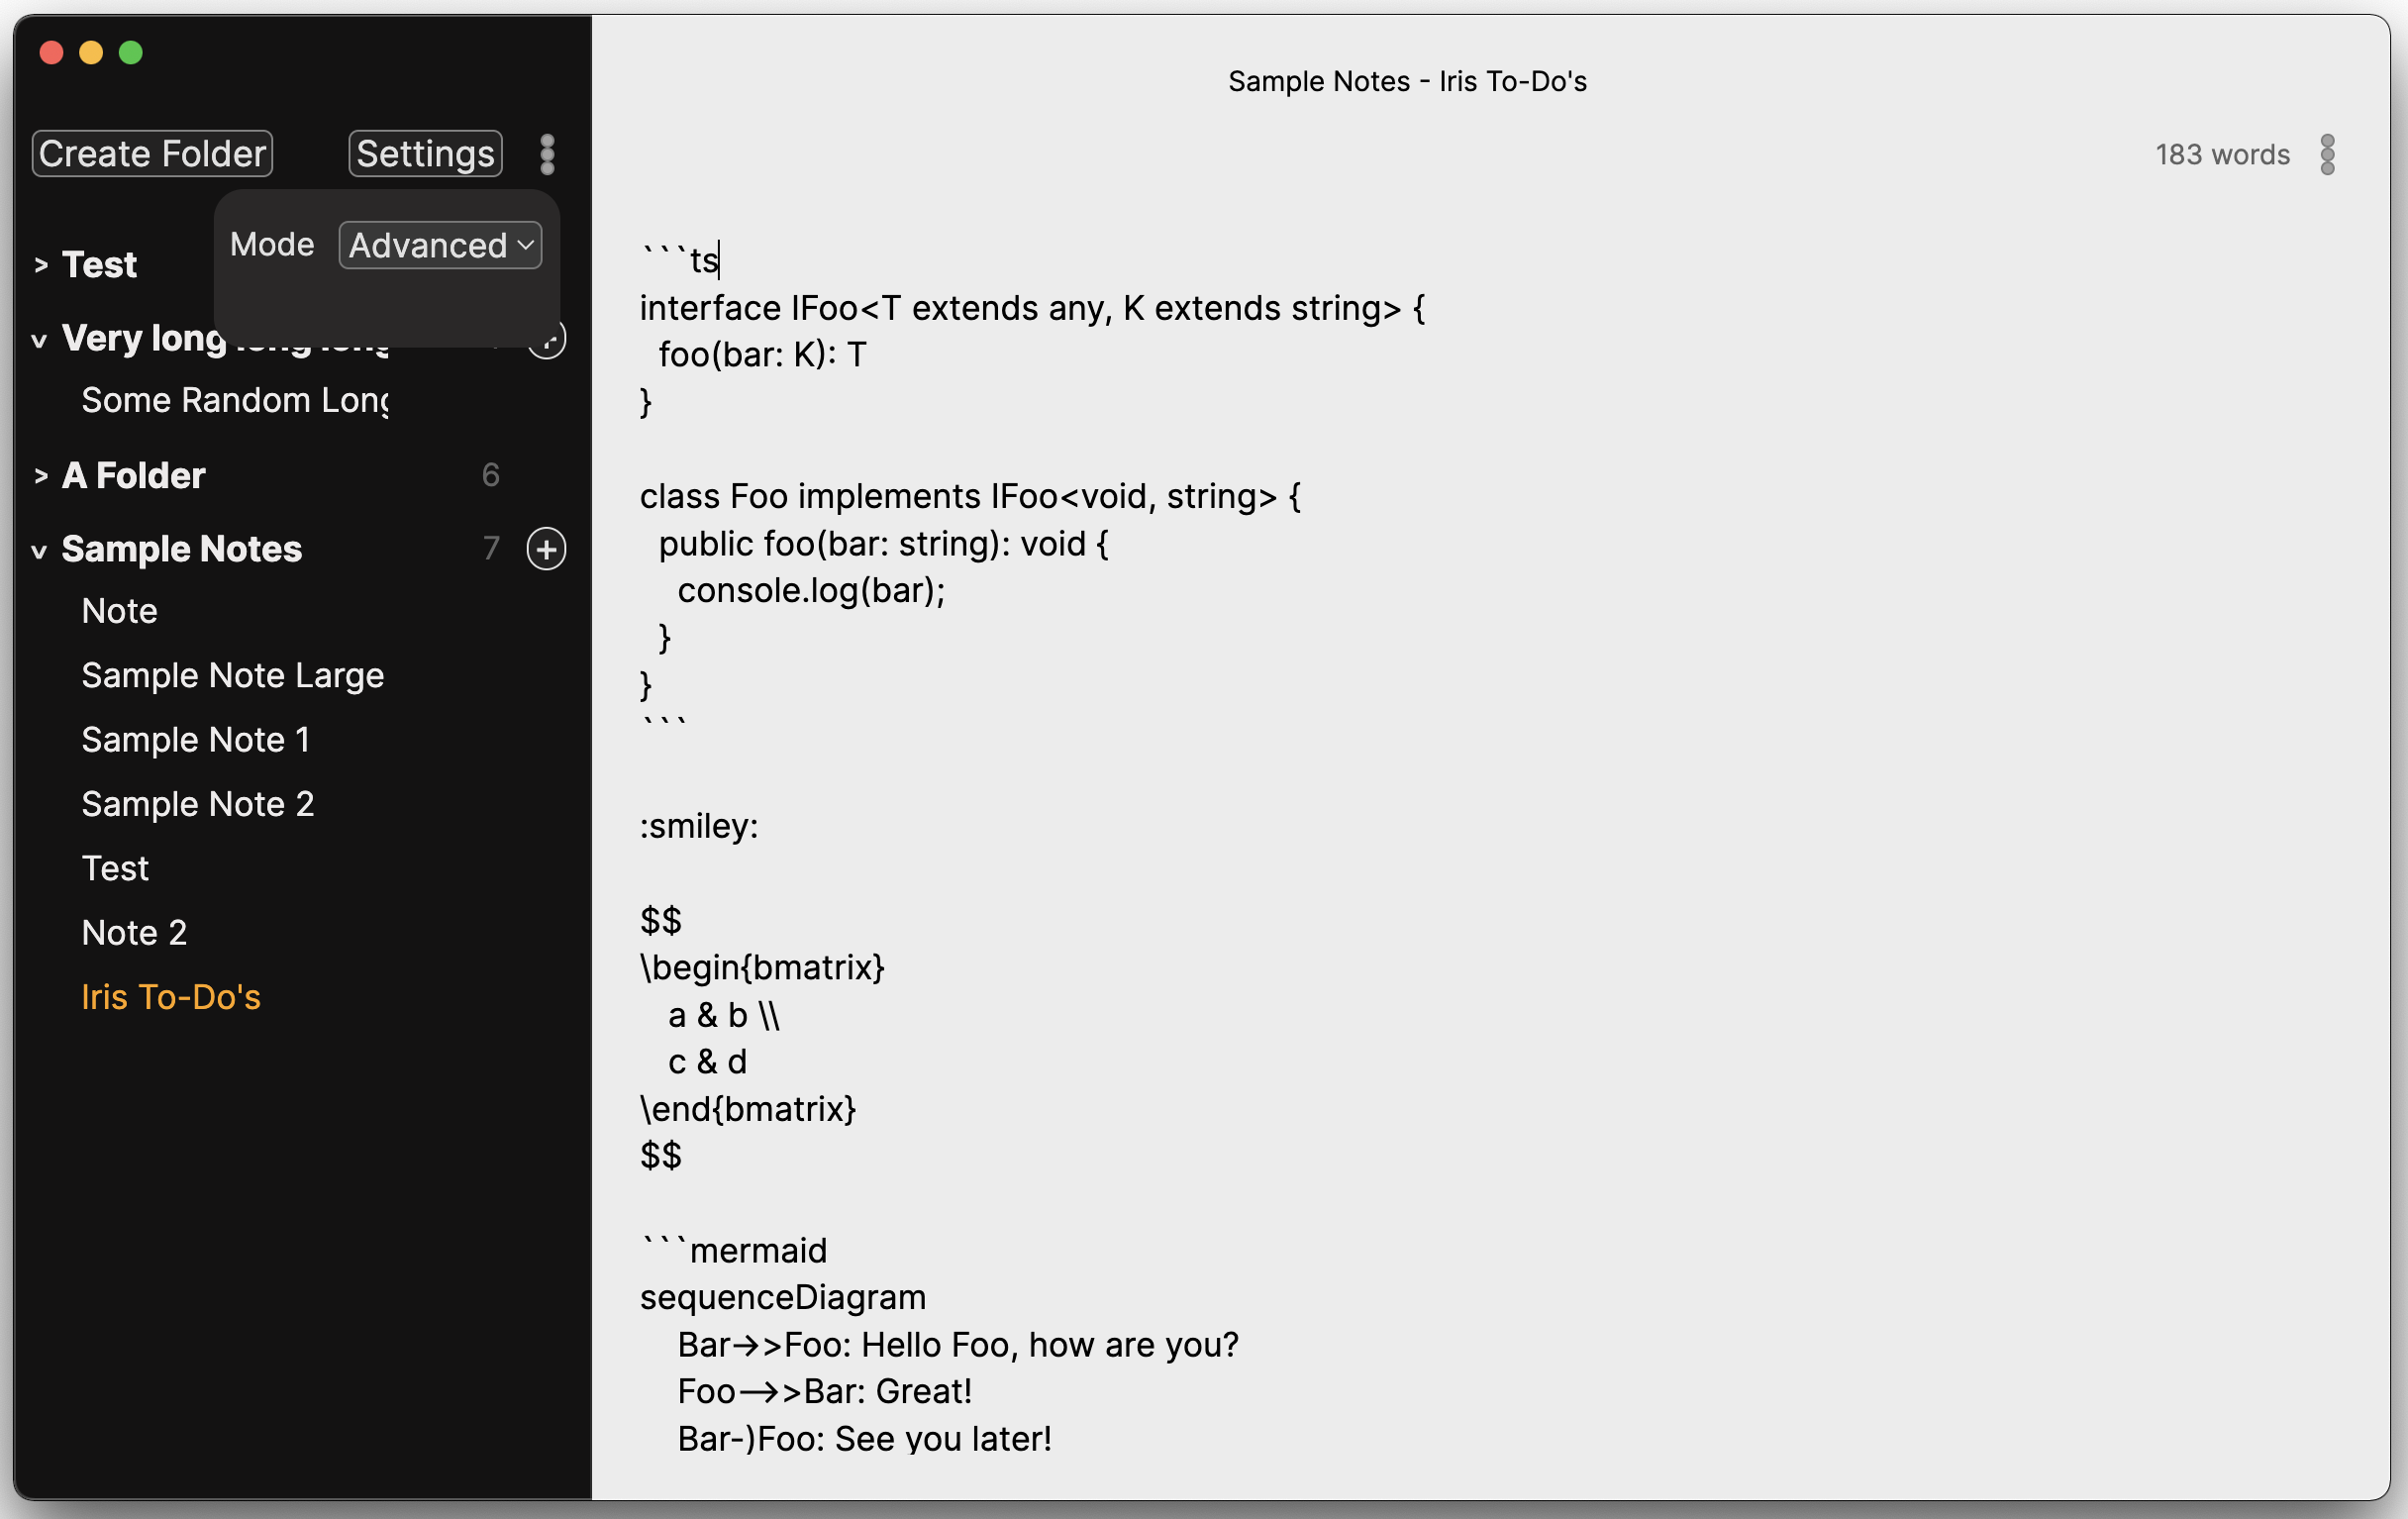 Create Folder
Settings
Mode
Advanced
> Test
v Very long long long
Some Random Long
> A Folder
6
v Sample Notes
7
+
Note
Sample Note Large
Sample Note 1
Sample Note 2
Test
Note 2
Iris To-Do's
Sample Notes - Iris To-Do's
183 words
```ts
interface IFoo<T extends any, K extends string> {
  foo(bar: K): T
}

class Foo implements IFoo<void, string> {
  public foo(bar: string): void {
    console.log(bar);
  }
}
```

:smiley:

$$
\begin{bmatrix}
   a & b \\
   c & d
\end{bmatrix}
$$

```mermaid
sequenceDiagram
    Bar->>Foo: Hello Foo, how are you?
    Foo-->>Bar: Great!
    Bar-)Foo: See you later!